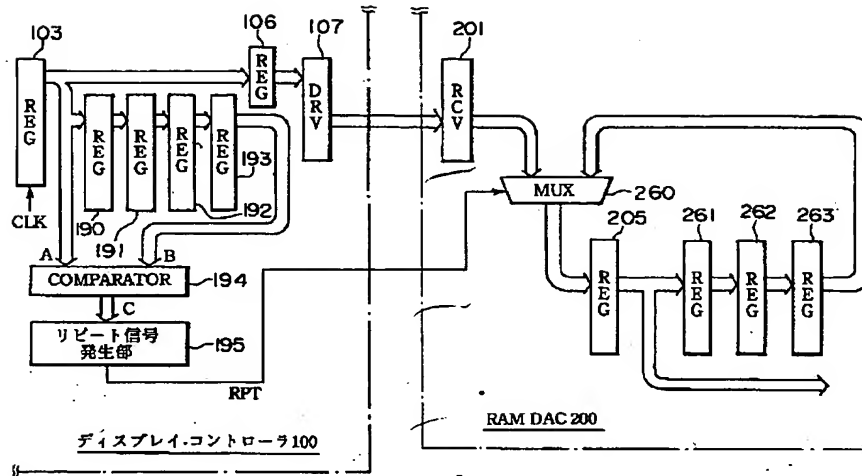 103
106
107
201
REG
REG
DRV
RCV
REG
REG
REG
REG
193
CLK
190
191
192
MUX
260
205
261
262
263
REG
REG
REG
REG
A
B
COMPARATOR
194
C
リピート信号
発生部
195
RPT
ディスプレイ・コントローラ100
RAM DAC 200